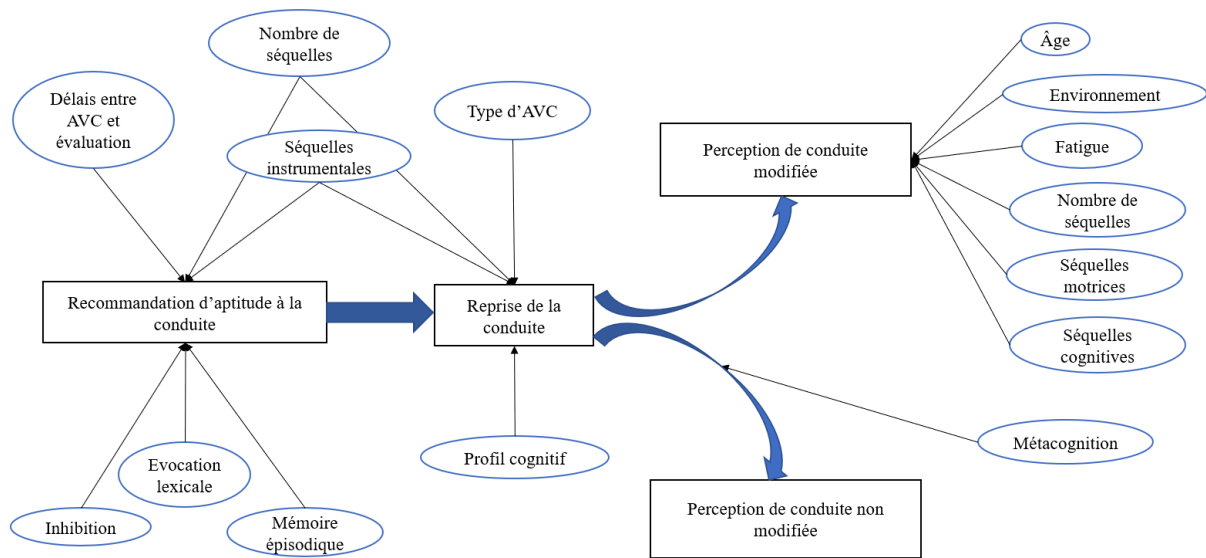 Nombre de
séquelles
Âge
Délais entre
AVC et
évaluation
Type d’AVC
Environnement
Séquelles
instrumentales
Perception de conduite
modifiée
Fatigue
Nombre de
séquelles
Séquelles
motrices
Recommandation d’aptitude à la
conduite
Reprise de la
conduite
Séquelles
cognitives
Métacognition
Profil cognitif
Evocation
lexicale
Perception de conduite non
modifiée
Inhibition
Mémoire
épisodique